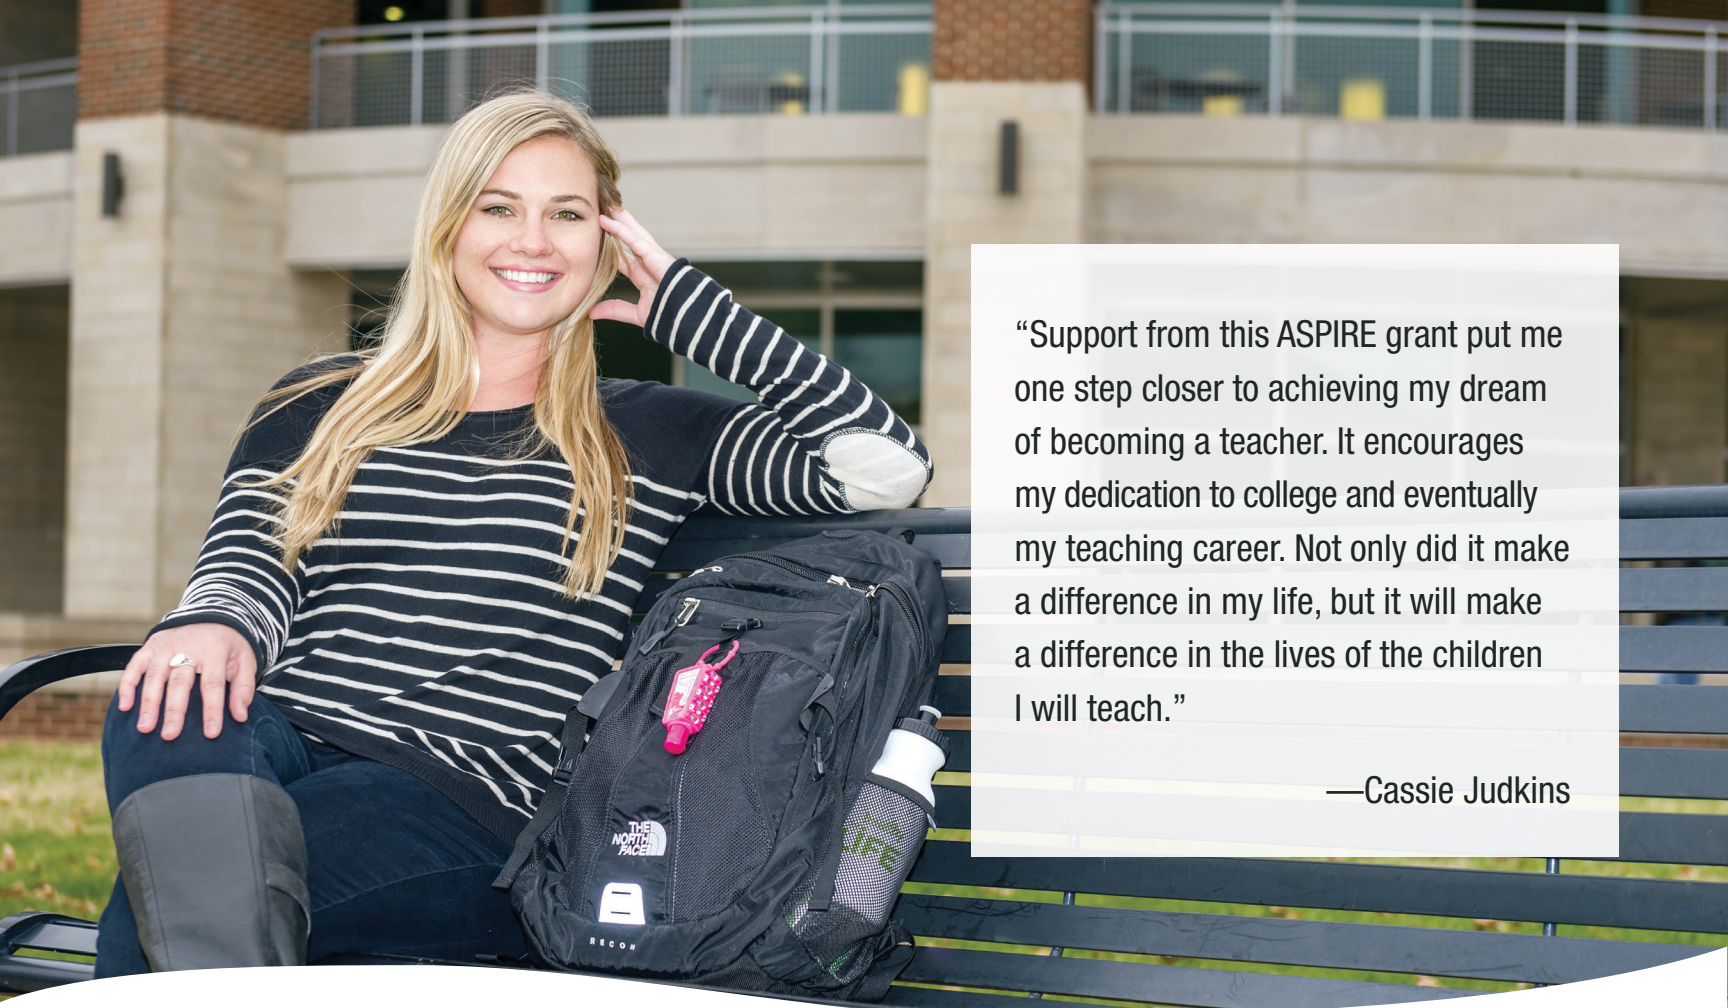 “Support from this ASPIRE grant put me
one step closer to achieving my dream
of becoming a teacher. It encourages
my dedication to college and eventually
my teaching career. Not only did it make
a difference in my life, but it will make
a difference in the lives of the children
I will teach.”
—Cassie Judkins
THE
NORTH
FACE
LIFE
RECON